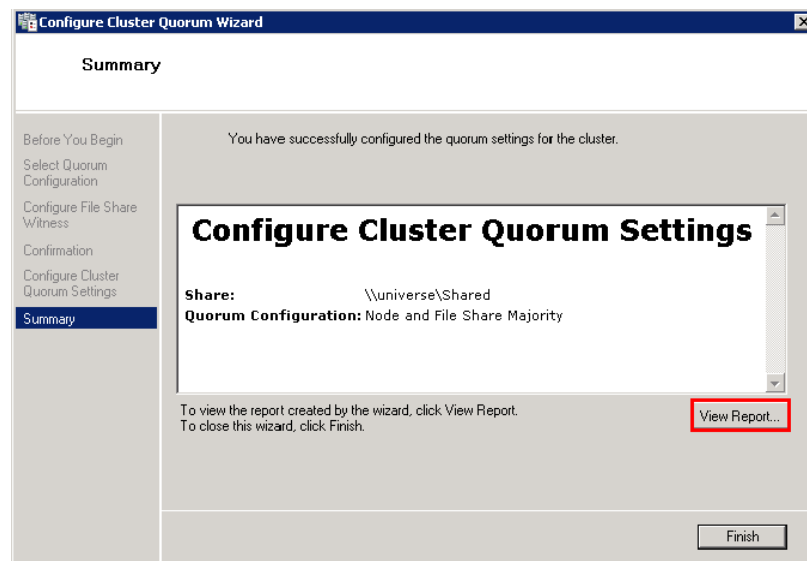 Configure Cluster Quorum Wizard
Summary
Before You Begin
Select Quorum
Configuration
Configure File Share
Witness
Confirmation
Configure Cluster
Quorum Settings
Summary
You have successfully configured the quorum settings for the cluster.
Configure Cluster Quorum Settings
Share: \\universe\Shared
Quorum Configuration: Node and File Share Majority
To view the report created by the wizard, click View Report.
To close this wizard, click Finish.
View Report...
Finish